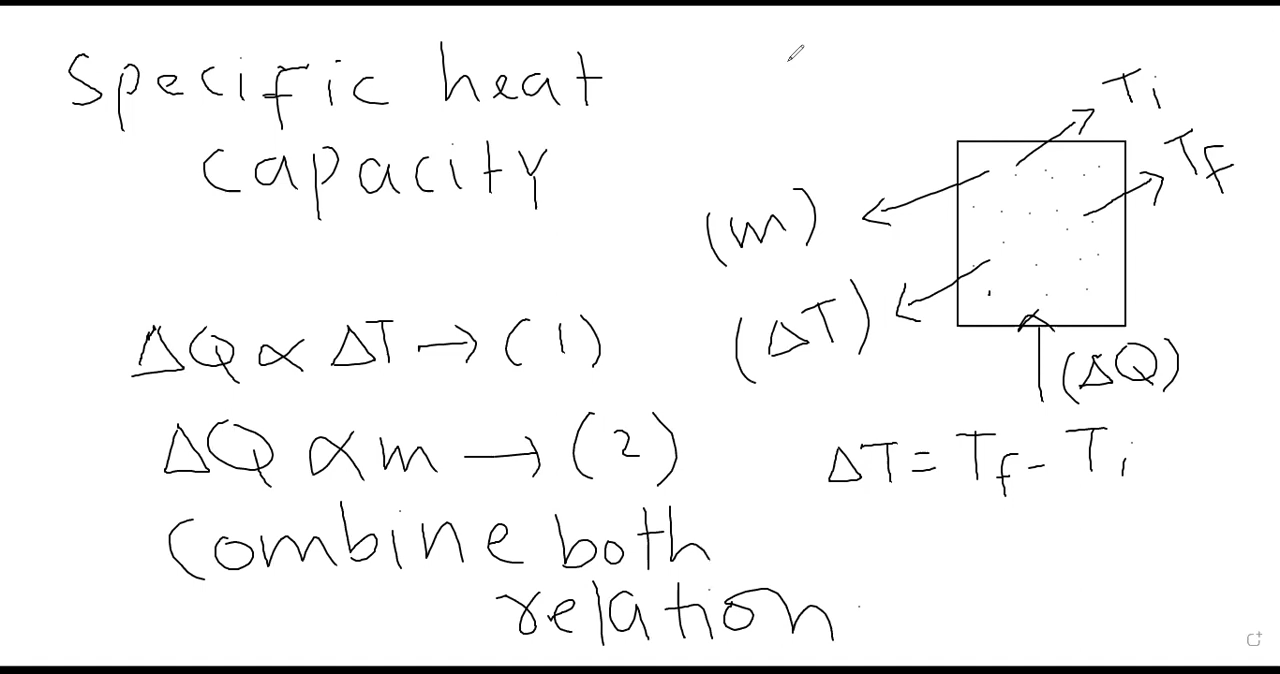 Specific heat
capacity
ΔQ ∝ ΔT → (1)
ΔQ ∝ m → (2)
Combine both
relation
Ti
Tf
(m)
(ΔT)
(ΔQ)
ΔT = Tf - Ti